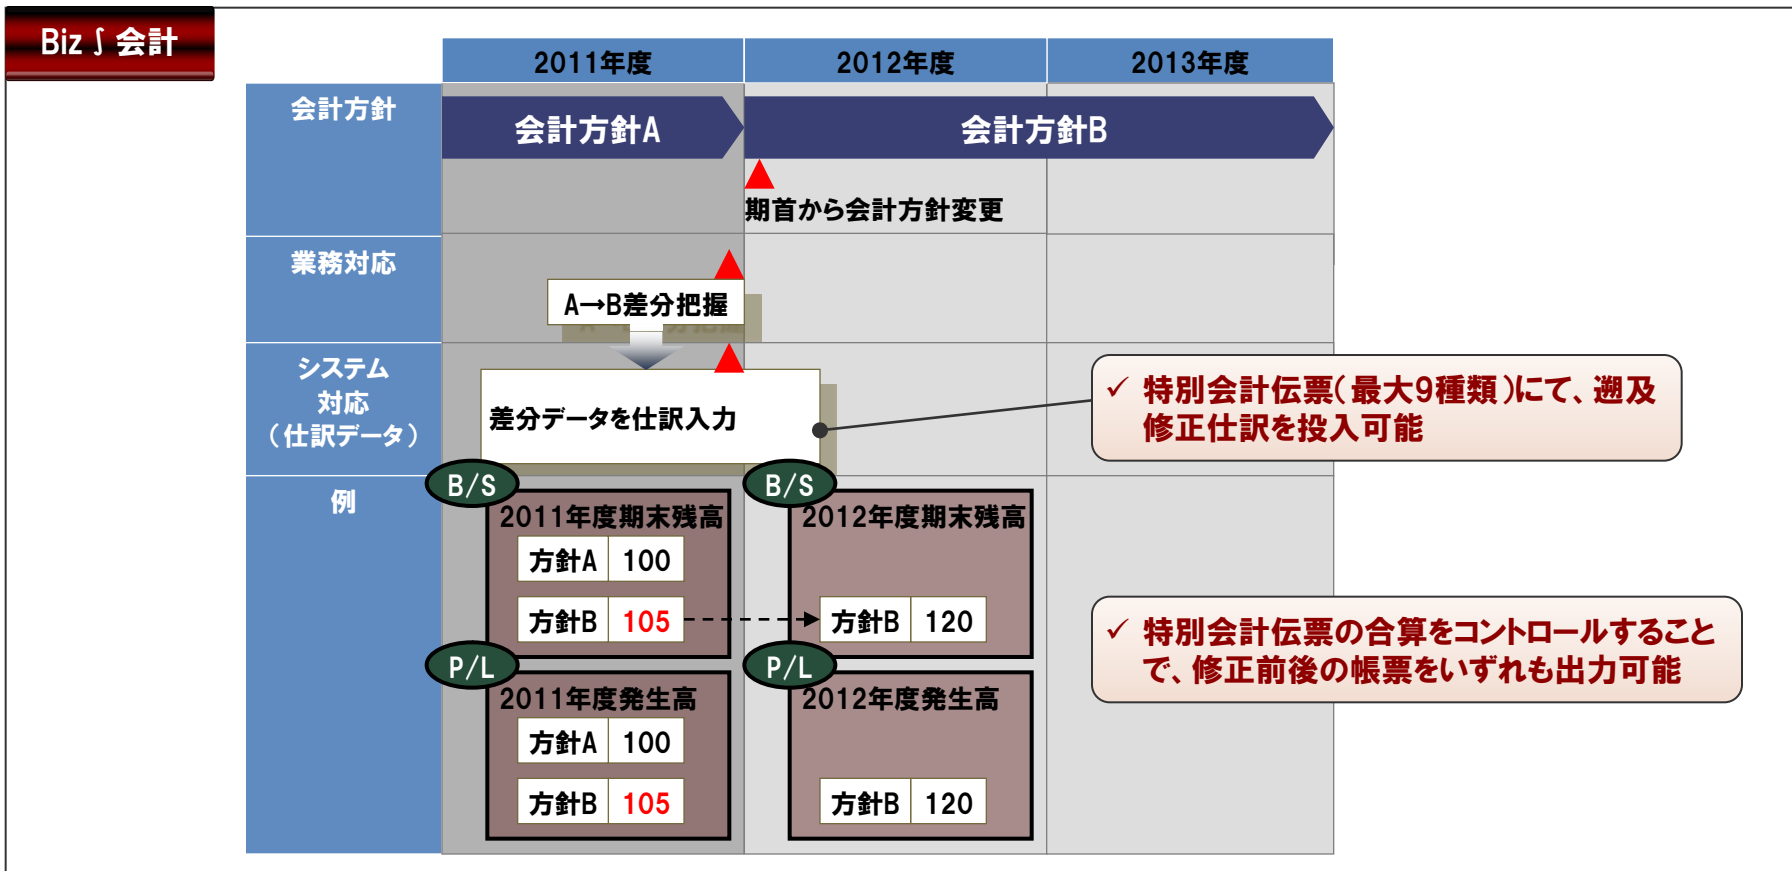 Biz ∫ 会計
2011年度
2012年度
2013年度
会計方針
会計方針A
会計方針B
期首から会計方針変更
業務対応
A→B差分把握
システム
対応
（仕訳データ）
差分データを仕訳入力
✓ 特別会計伝票（最大9種類）にて、遡及
修正仕訳を投入可能
例
B/S
2011年度期末残高
方針A 100
方針B 105
B/S
2012年度期末残高
方針B 120
P/L
2011年度発生高
方針A 100
方針B 105
P/L
2012年度発生高
方針B 120
✓ 特別会計伝票の合算をコントロールすること
で、修正前後の帳票をいずれも出力可能